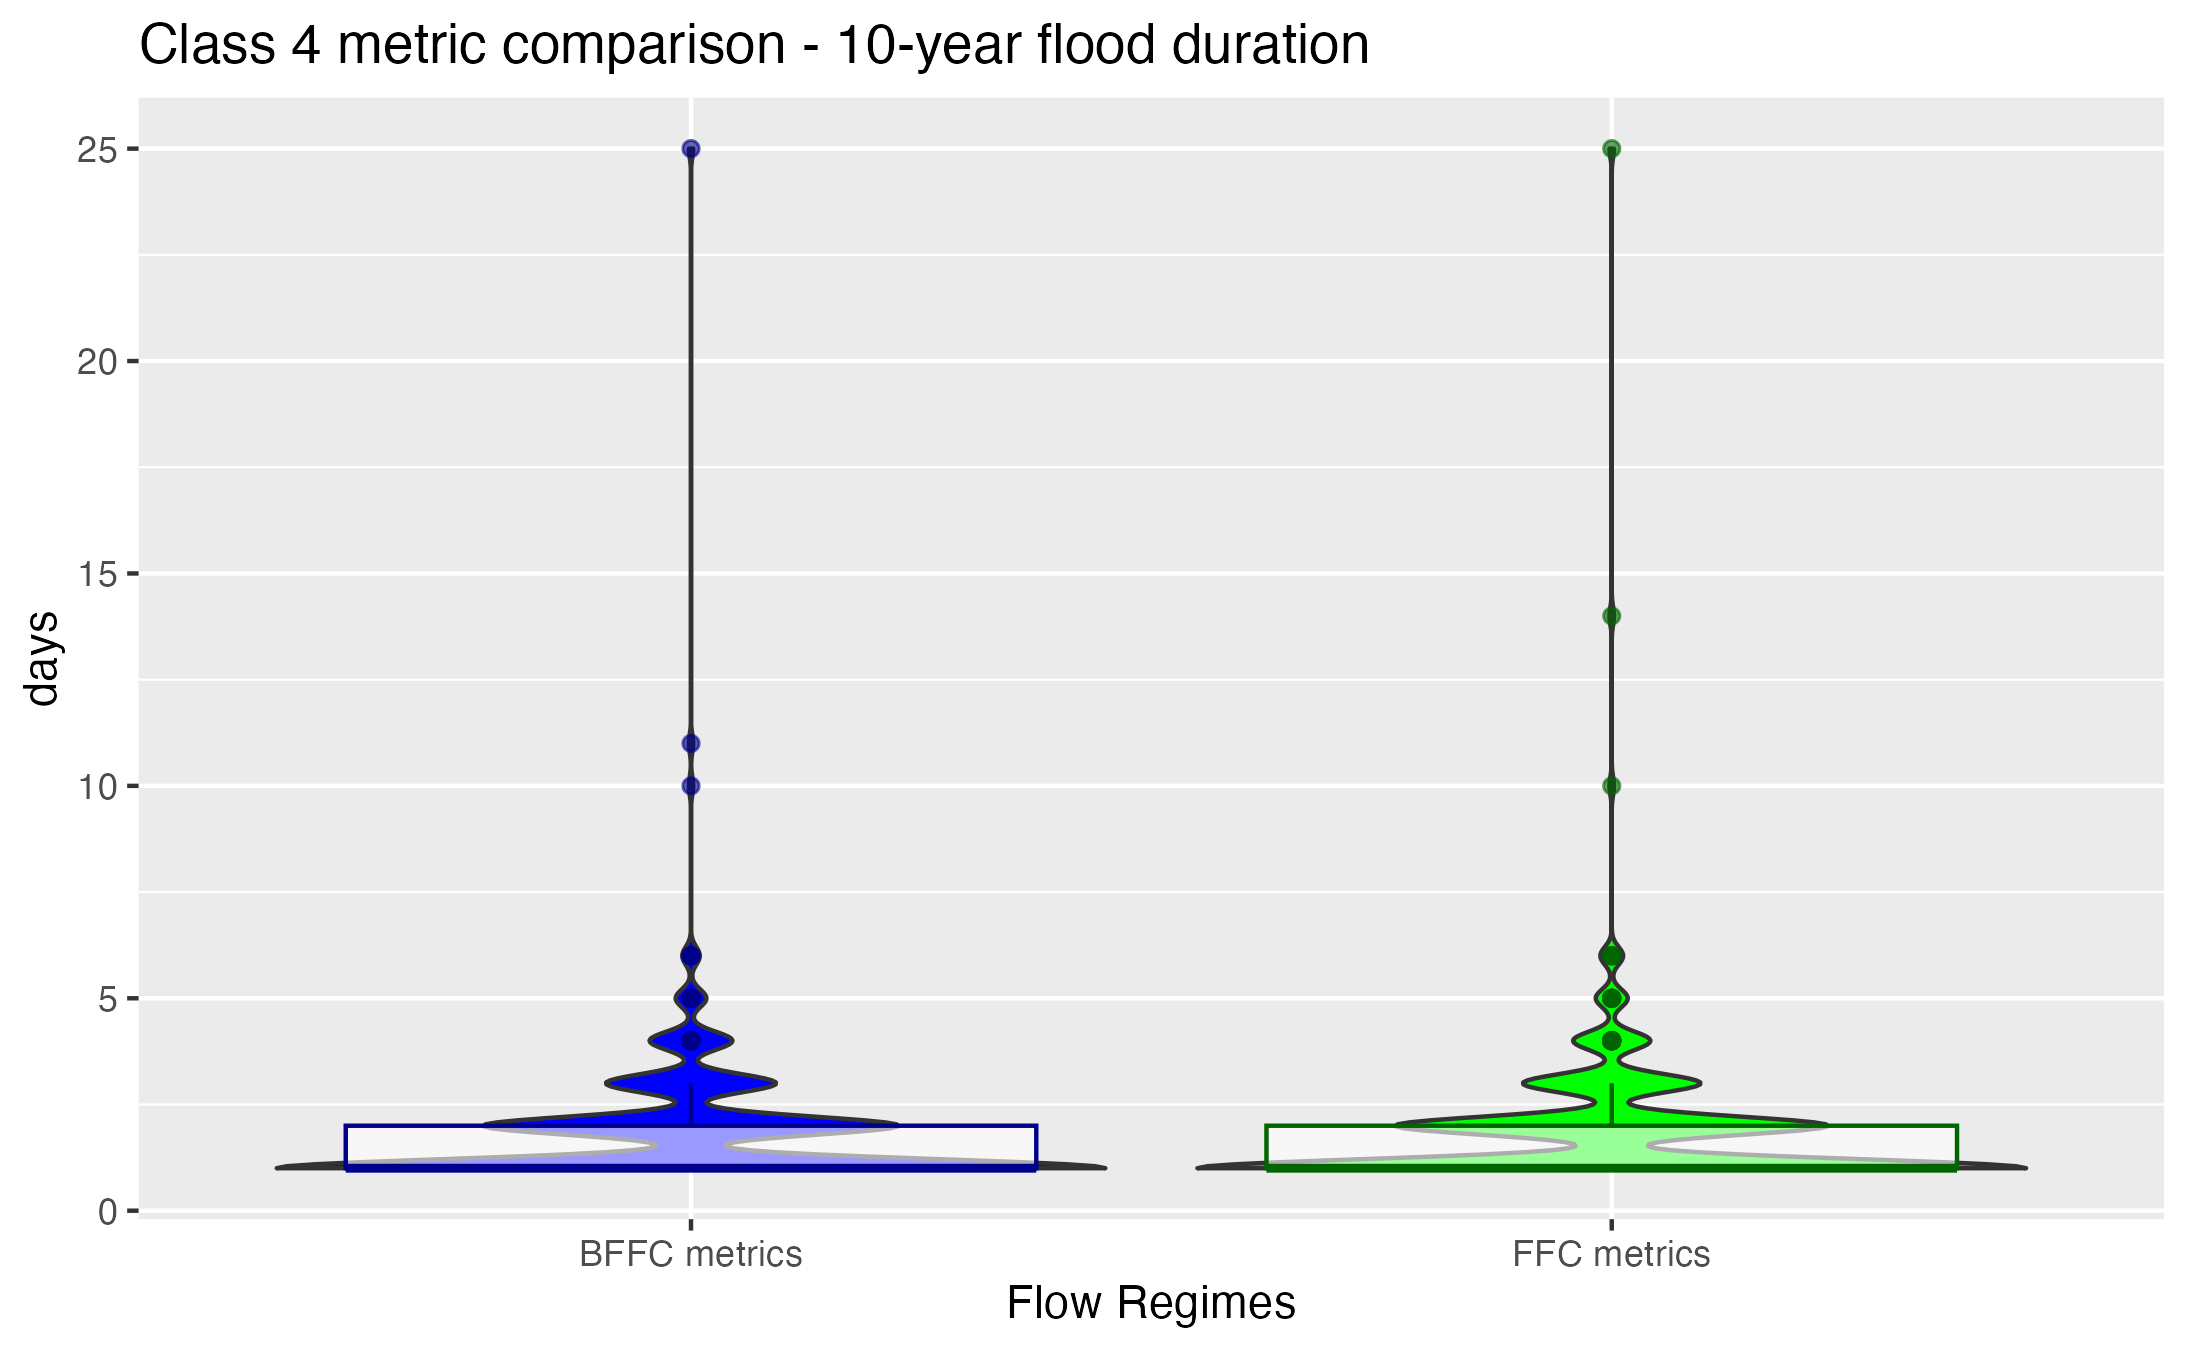 Class 4 metric comparison - 10-year flood duration
25
20
15
10
5
0
days
BFFC metrics
FFC metrics
Flow Regimes